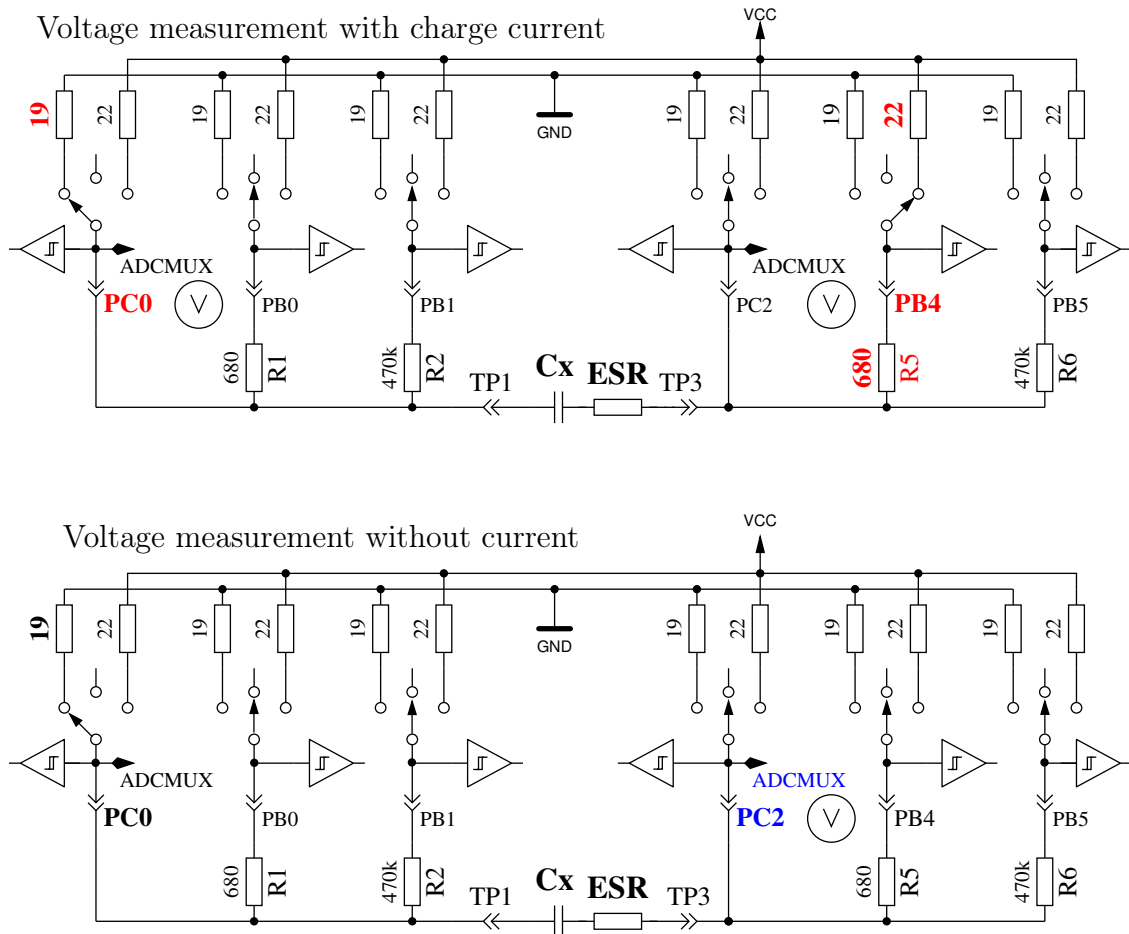 Voltage measurement with charge current
VCC
19 22 19 22 19 22 GND 19 22 19 22 19 22
ADCMUX ADCMUX
PC0 V PB0 PB1 PC2 V PB4 PB5
680 R1 470k R2 680 R5 470k R6
TP1 Cx ESR TP3
Voltage measurement without current
VCC
19 22 19 22 19 22 GND 19 22 19 22 19 22
ADCMUX ADCMUX
PC0 PB0 PB1 PC2 V PB4 PB5
680 R1 470k R2 680 R5 470k R6
TP1 Cx ESR TP3